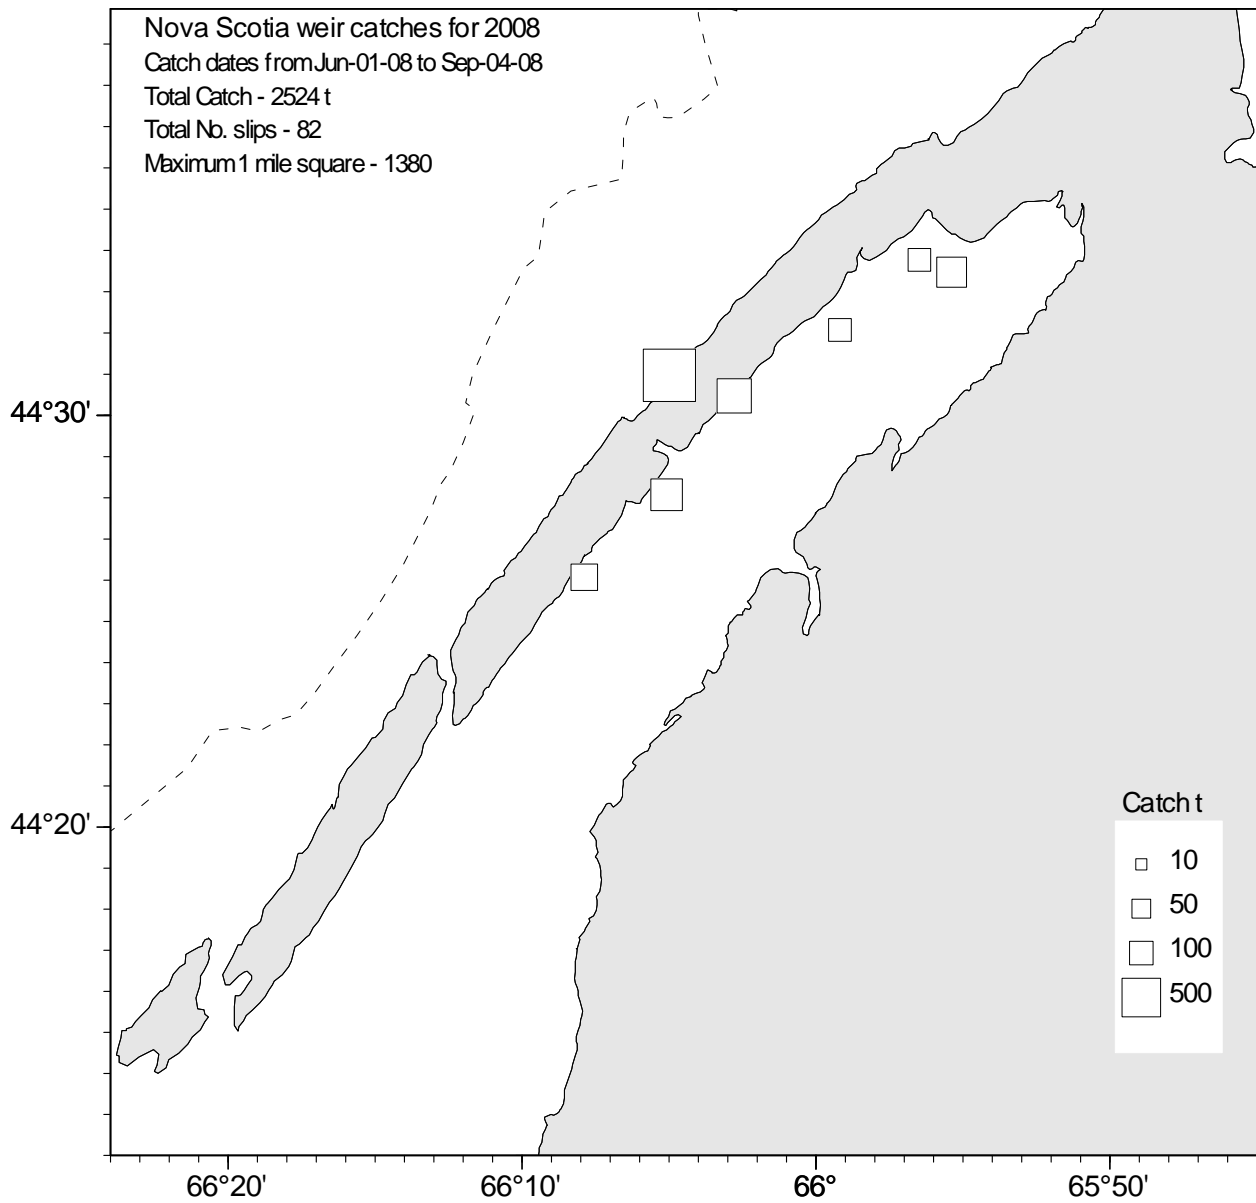 Nova Scotia weir catches for 2008
Catch dates from Jun-01-08 to Sep-04-08
Total Catch - 2524 t
Total No. slips - 82
Maximum 1 mile square - 1380
44°30'
44°20'
Catch t
10
50
100
500
66°20' 66°10' 66° 65°50'